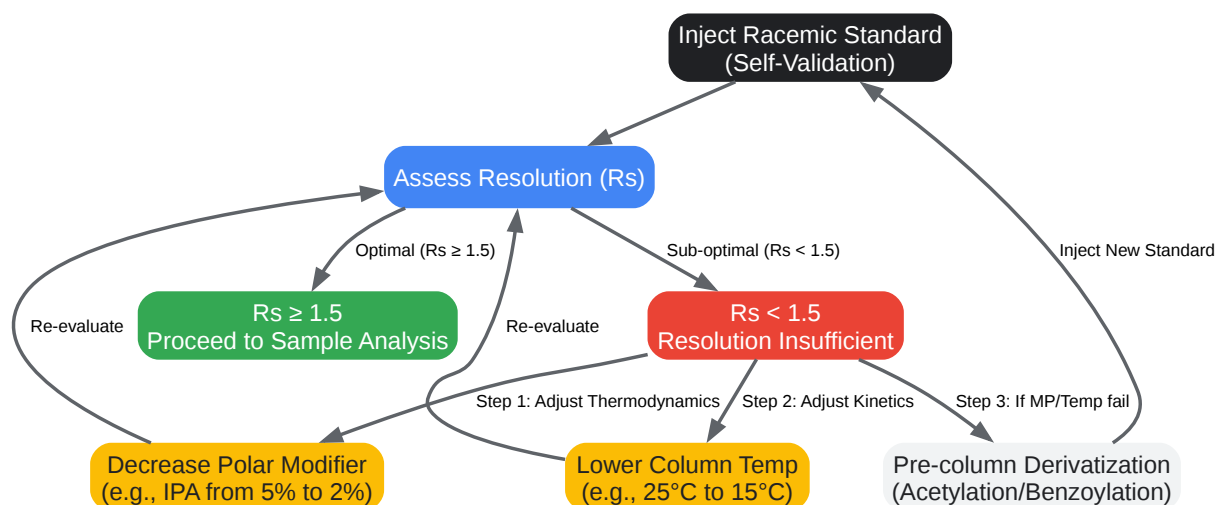 Inject Racemic Standard
(Self-Validation)
Assess Resolution (Rs)
Optimal (Rs ≥ 1.5)
Sub-optimal (Rs < 1.5)
Inject New Standard
Rs ≥ 1.5
Proceed to Sample Analysis
Rs < 1.5
Resolution Insufficient
Re-evaluate
Re-evaluate
Step 1: Adjust Thermodynamics
Step 2: Adjust Kinetics
Step 3: If MP/Temp fail
Decrease Polar Modifier
(e.g., IPA from 5% to 2%)
Lower Column Temp
(e.g., 25°C to 15°C)
Pre-column Derivatization
(Acetylation/Benzoylation)